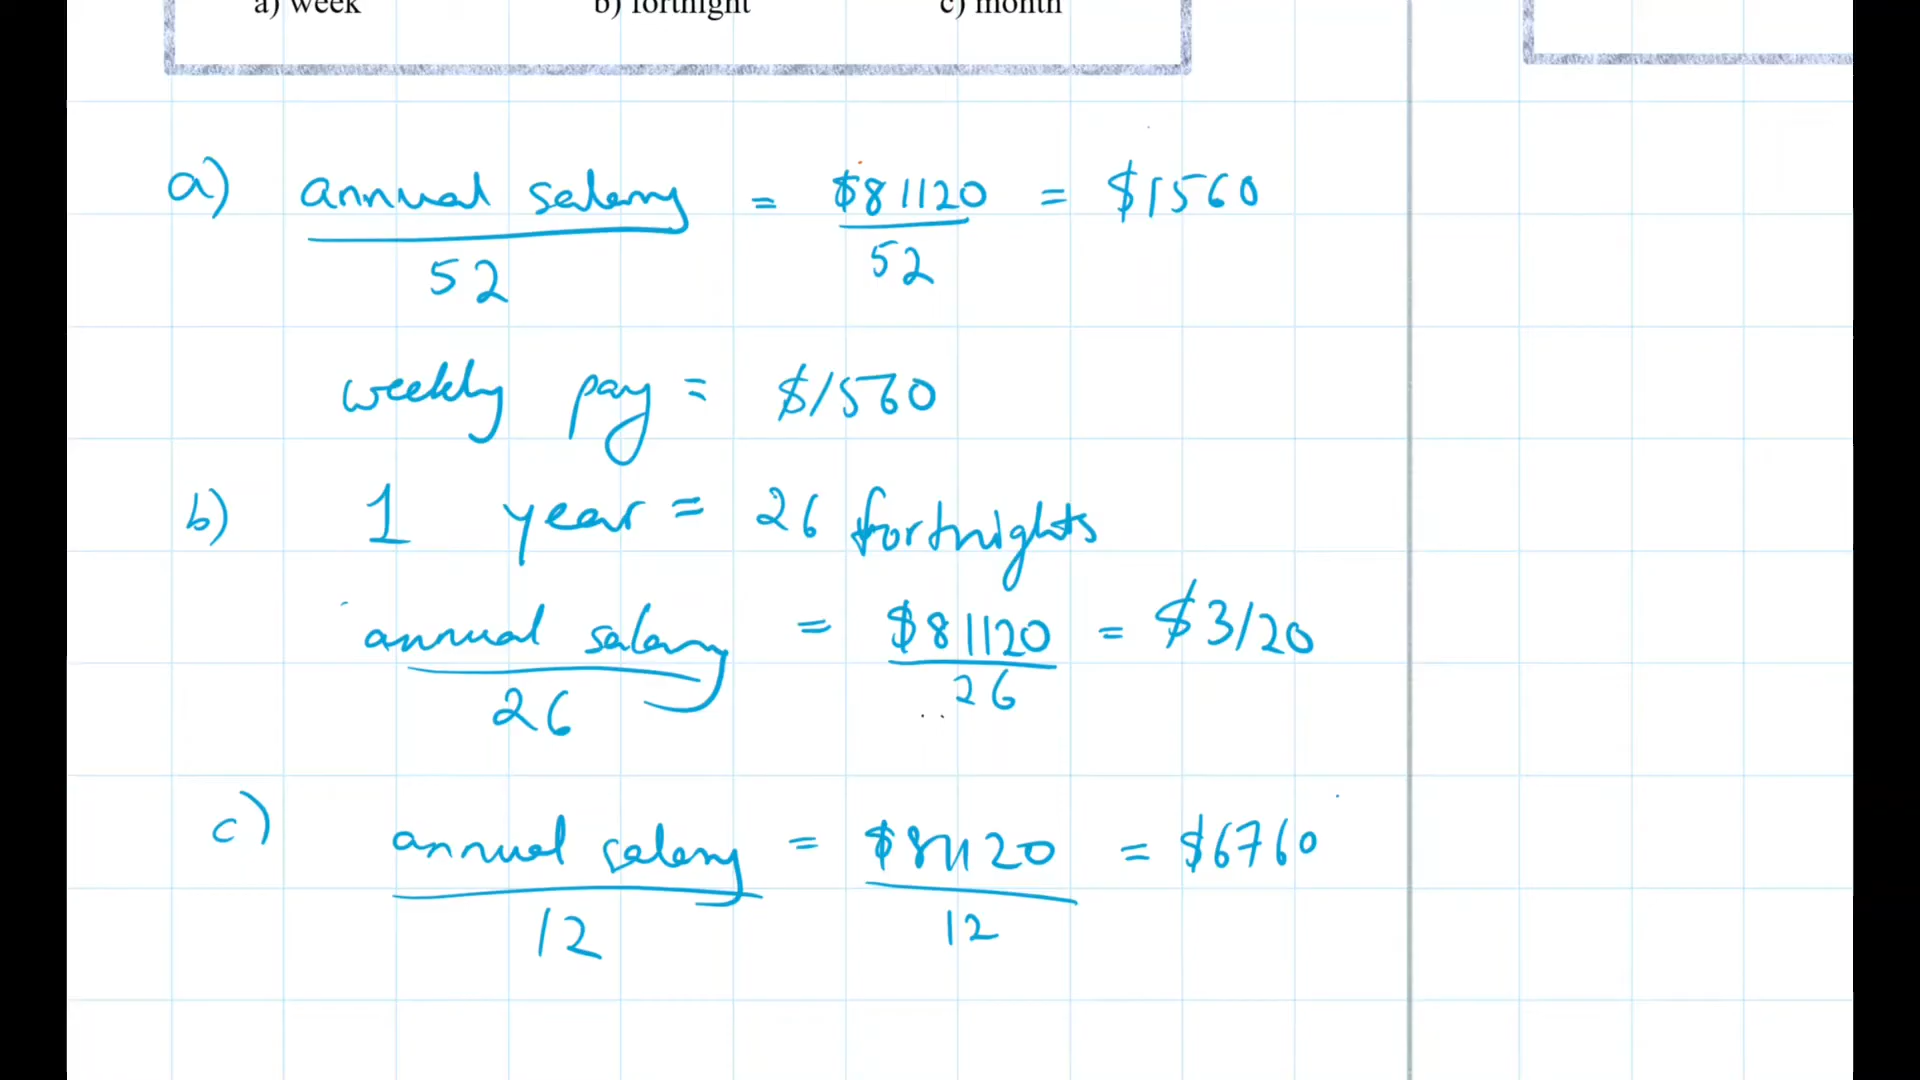 a) week b) fortnight c) month
a) annual salary = $81120 = $1560
52 52
weekly pay = $1560
b) 1 year = 26 fortnights
annual salary = $81120 = $3120
26 26
c) annual salary = $81120 = $6760
12 12